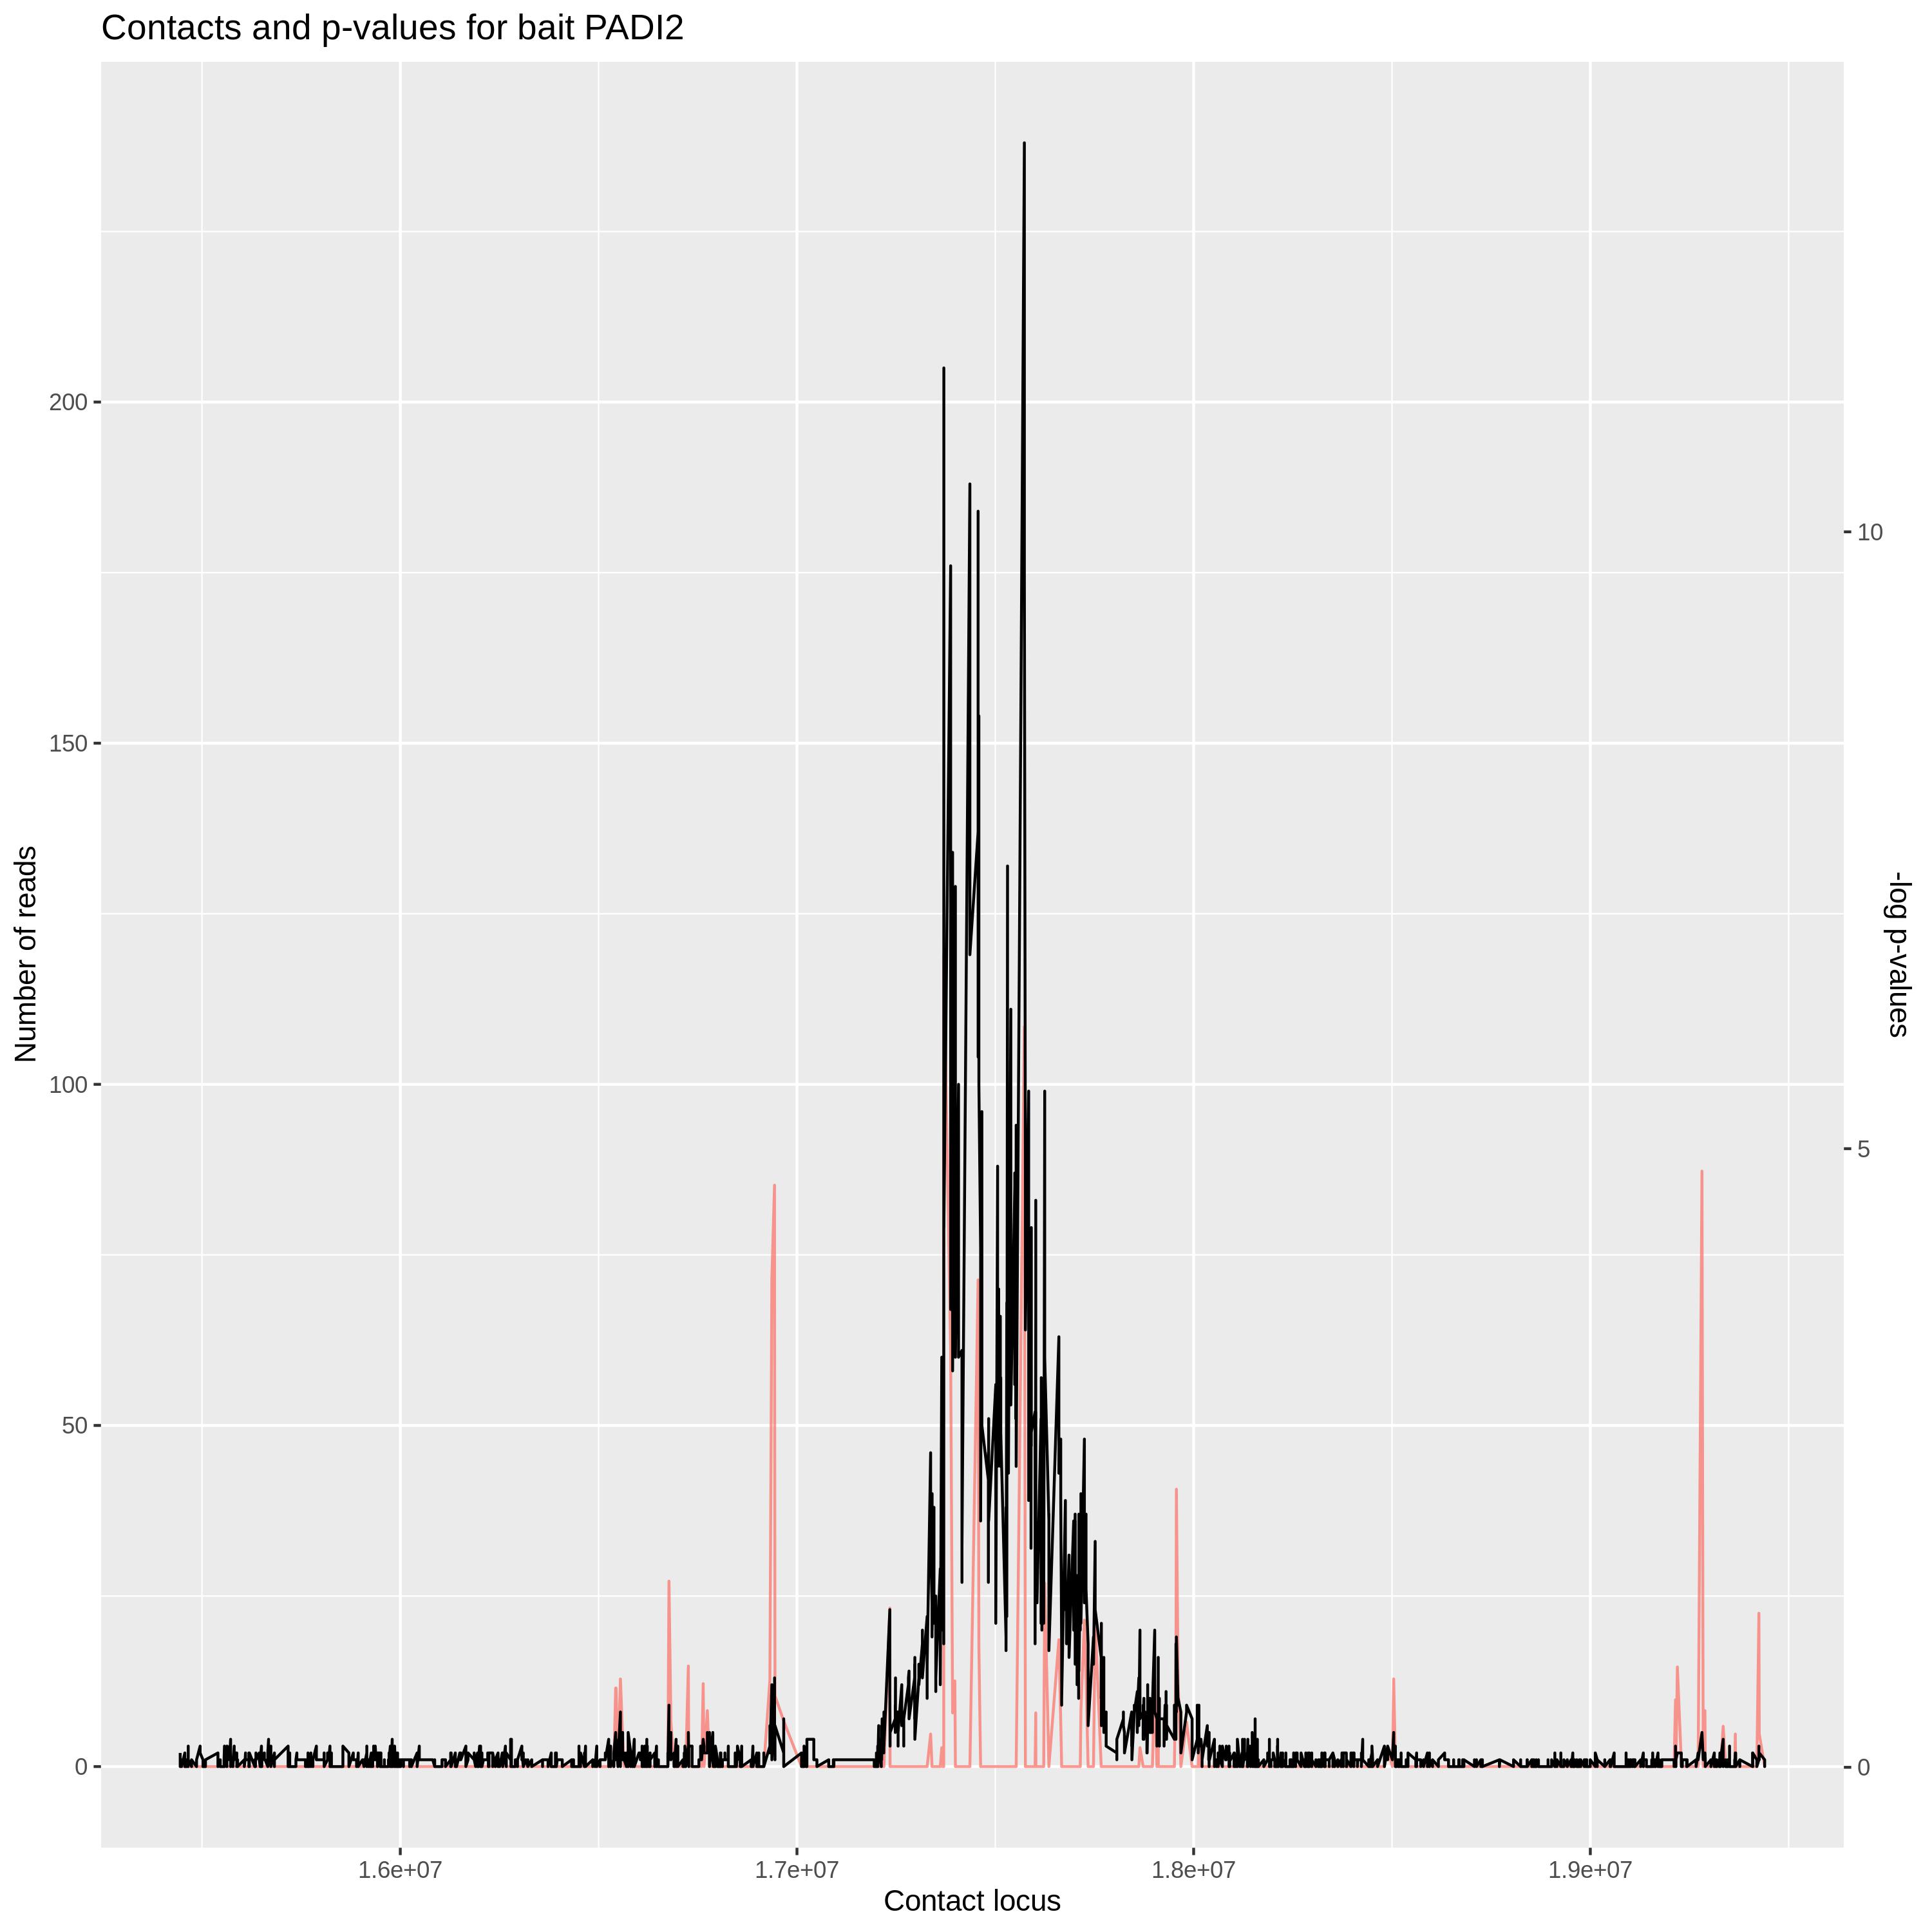 Contacts and p-values for bait PADI2
200
150
100
50
0
Number of reads
10
5
0
-log p-values
1.6e+07
1.7e+07
1.8e+07
1.9e+07
Contact locus